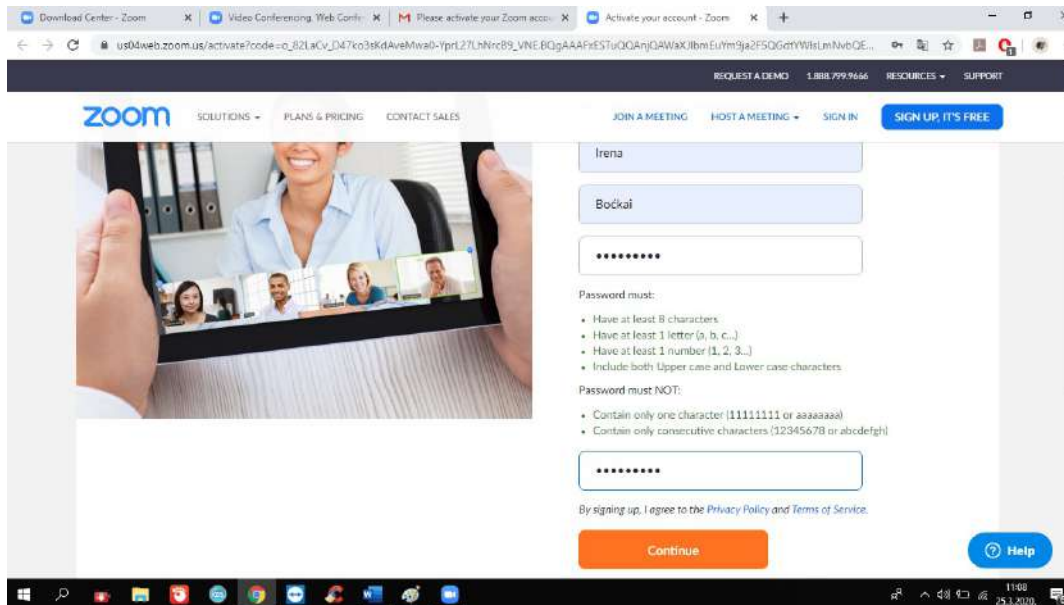 Download Center - Zoom
Video Conferencing, Web Confe
Please activate your Zoom accou
Activate your account - Zoom
REQUEST A DEMO 1.888.799.9666 RESOURCES SUPPORT
zoom SOLUTIONS PLANS & PRICING CONTACT SALES JOIN A MEETING HOST A MEETING SIGN IN SIGN UP, IT'S FREE
Irena
Boćkai
Password must:
Have at least 8 characters
Have at least 1 letter (a, b, c...)
Have at least 1 number (1, 2, 3...)
Include both Upper case and Lower case characters
Password must NOT:
Contain only one character (11111111 or aaaaaaaa)
Contain only consecutive characters (12345678 or abcdefgh)
By signing up, I agree to the Privacy Policy and Terms of Service.
Continue
Help
11:08
25.3.2020.